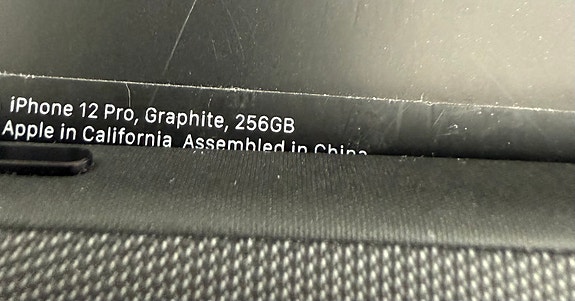 iPhone 12 Pro, Graphite, 256GB
Apple in California Assembled in China